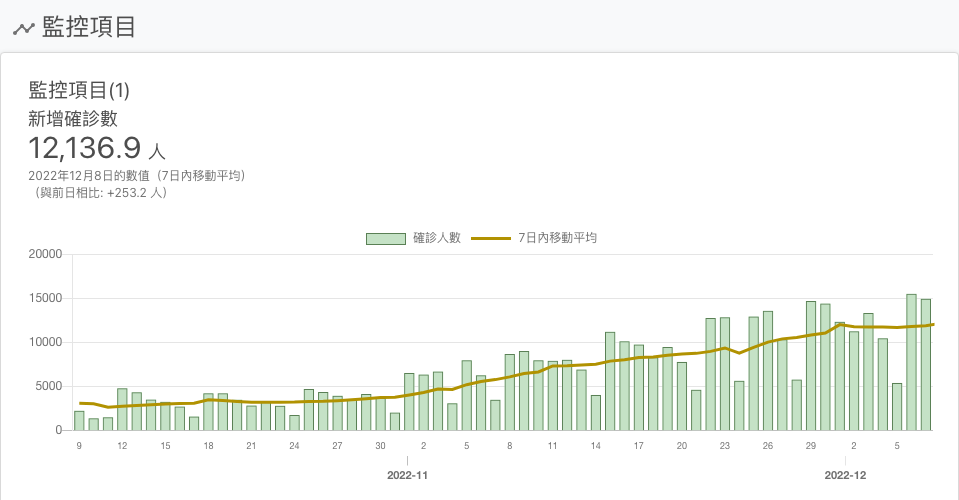 監控項目
監控項目(1)
新增確診數
12,136.9 人
2022年12月8日的數值（7日內移動平均）
（與前日相比: +253.2 人）
確診人數 7日內移動平均
20000
15000
10000
5000
0
9 12 15 18 21 24 27 30 2 5 8 11 14 17 20 23 26 29 2 5
2022-11 2022-12